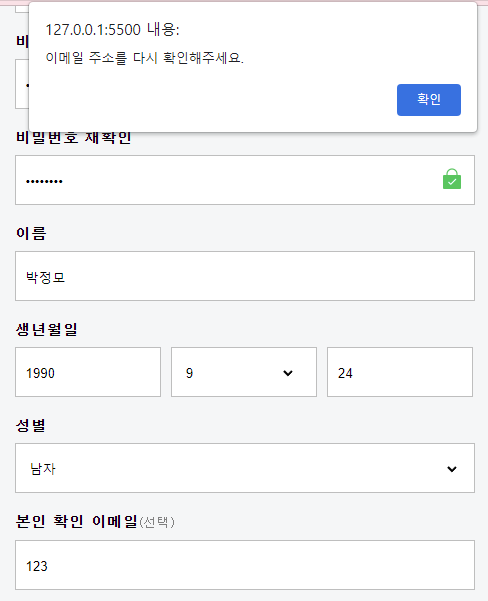 127.0.0.1:5500 내용:
이메일 주소를 다시 확인해주세요.
확인
비밀번호 재확인
••••••••
이름
박정모
생년월일
1990 9 24
성별
남자
본인 확인 이메일(선택)
123